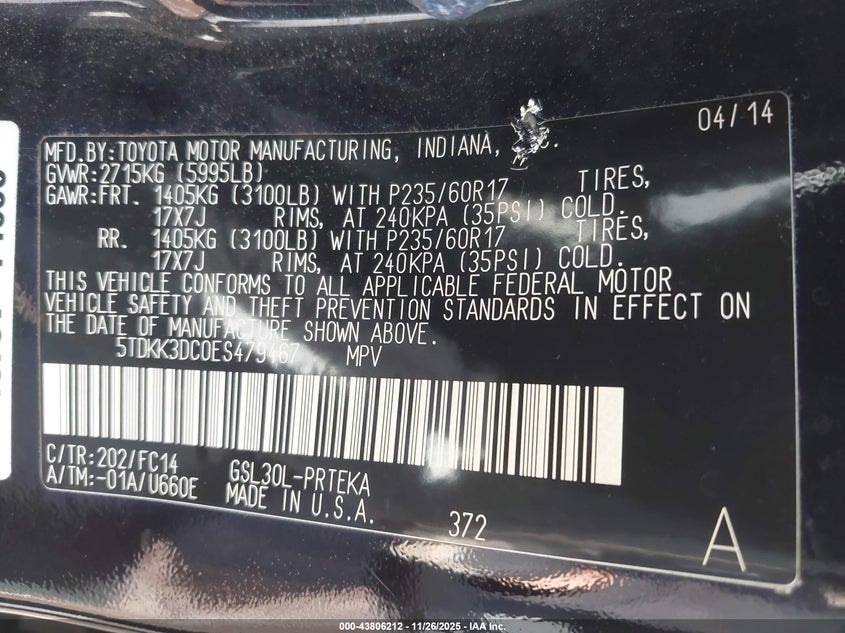 04/14
MFD.BY:TOYOTA MOTOR MANUFACTURING, INDIANA, .
GVWR:2715KG (5995LB)
GAWR:FRT. 1405KG (3100LB) WITH P235/60R17 TIRES,
17X7J RIMS, AT 240KPA (35PSI) COLD.
RR. 1405KG (3100LB) WITH P235/60R17 TIRES,
17X7J RIMS, AT 240KPA (35PSI) COLD.
THIS VEHICLE CONFORMS TO ALL APPLICABLE FEDERAL MOTOR
VEHICLE SAFETY AND THEFT PREVENTION STANDARDS IN EFFECT ON
THE DATE OF MANUFACTURE SHOWN ABOVE.
5TDKK3DC0ES479467 MPV
C/TR:202/FC14 GSL30L-PRTEKA
A/TM:-01A/U660E MADE IN U.S.A.
372
A
000-43806212 - 11/26/2025 - IAA Inc.